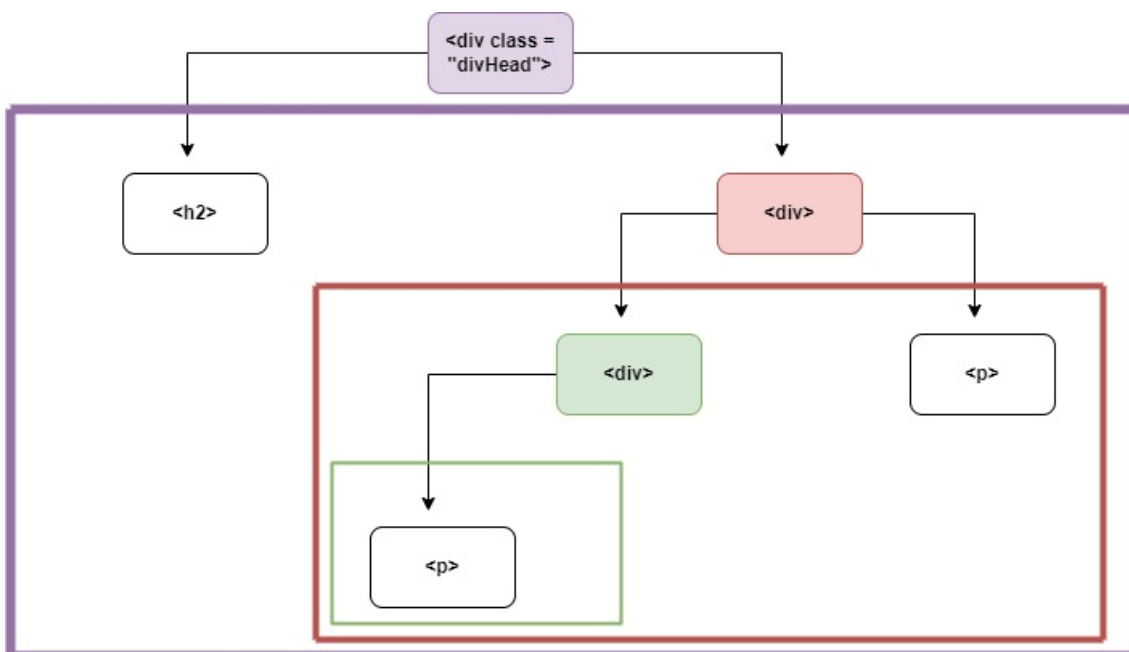 <div class =
"divHead">
<h2>
<div>
<div>
<p>
<p>